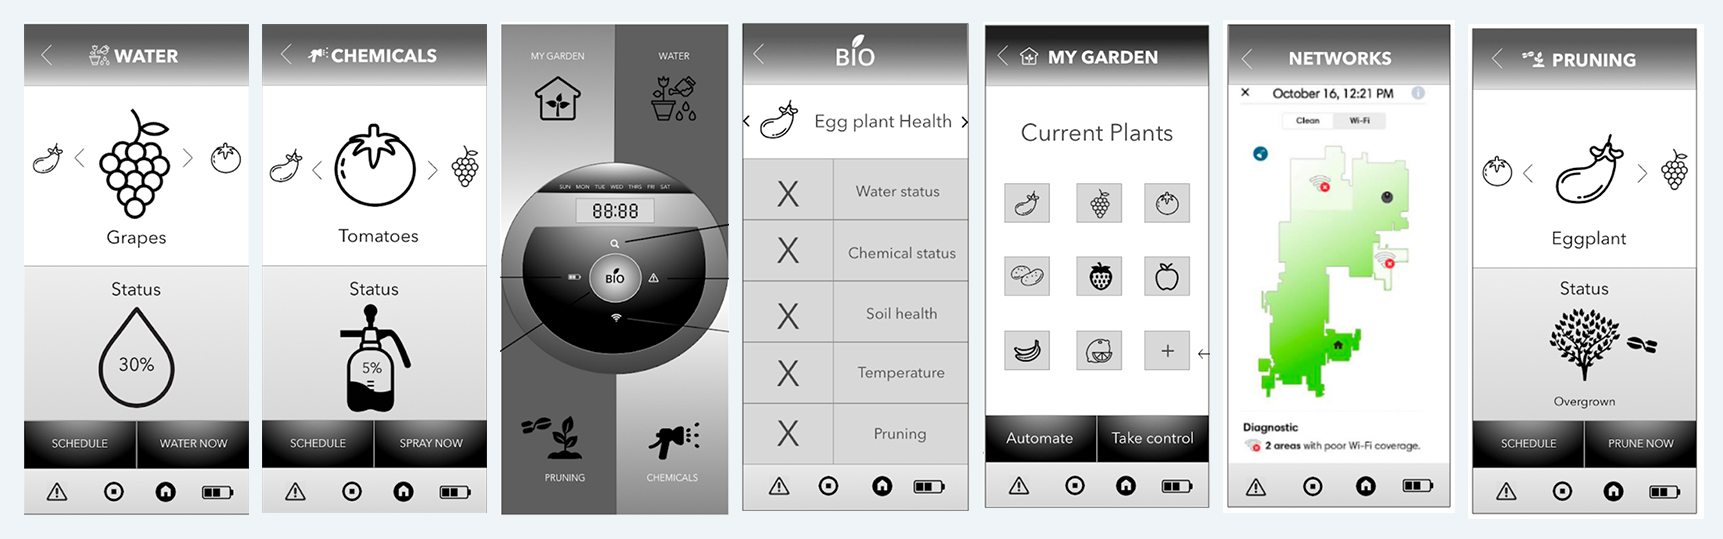 WATER
Grapes
Status
30%
SCHEDULE
WATER NOW
CHEMICALS
Tomatoes
Status
5%
SCHEDULE
SPRAY NOW
MY GARDEN
WATER
SUN MON TUE WED THRS FRI SAT
88:88
BIO
PRUNING
CHEMICALS
BIO
Egg plant Health
X Water status
X Chemical status
X Soil health
X Temperature
X Pruning
MY GARDEN
Current Plants
Automate
Take control
NETWORKS
October 16, 12:21 PM
Clean
Wi-Fi
Diagnostic
2 areas with poor Wi-Fi coverage.
PRUNING
Eggplant
Status
Overgrown
SCHEDULE
PRUNE NOW